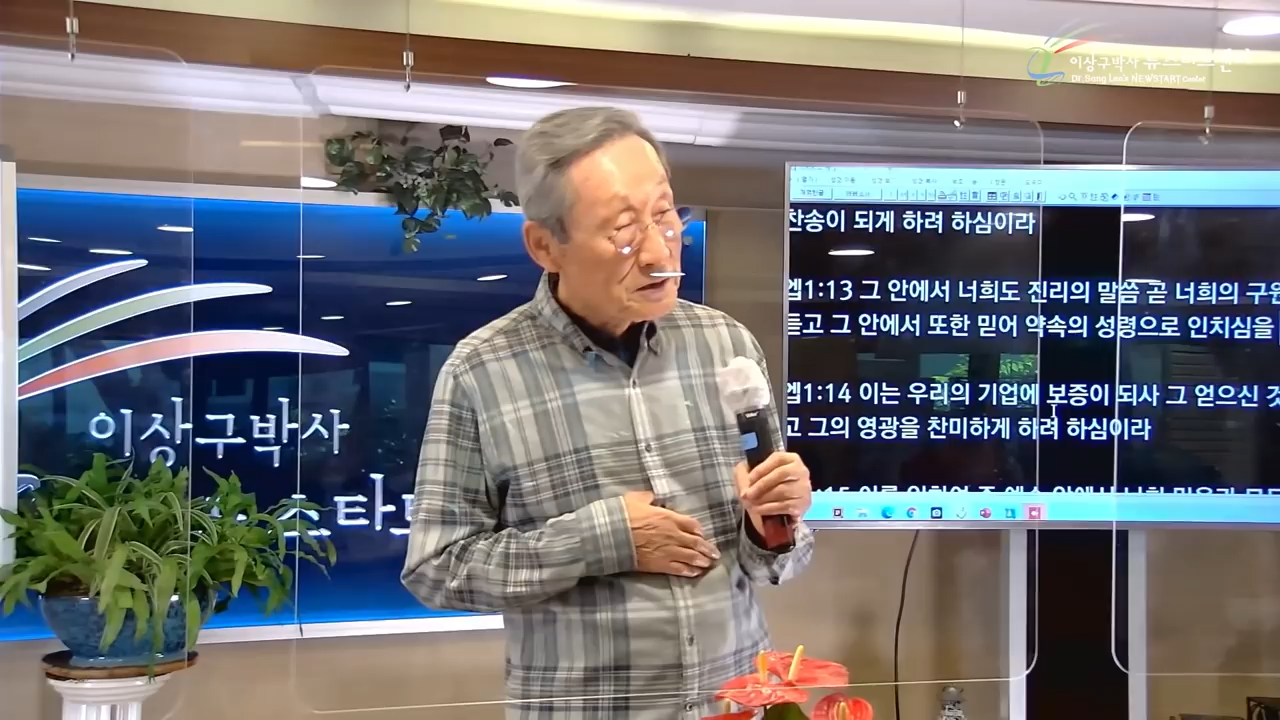 이상구박사
Dr. Sang Lee's NEWSTART Center
찬송이 되게 하려 하심이라
엡1:13 그 안에서 너희도 진리의 말씀 곧 너희의 구원
듣고 그 안에서 또한 믿어 약속의 성령으로 인치심을
엡1:14 이는 우리의 기업에 보증이 되사 그 얻으신 것
고 그의 영광을 찬미하게 하려 하심이라
이상구박사
스타트